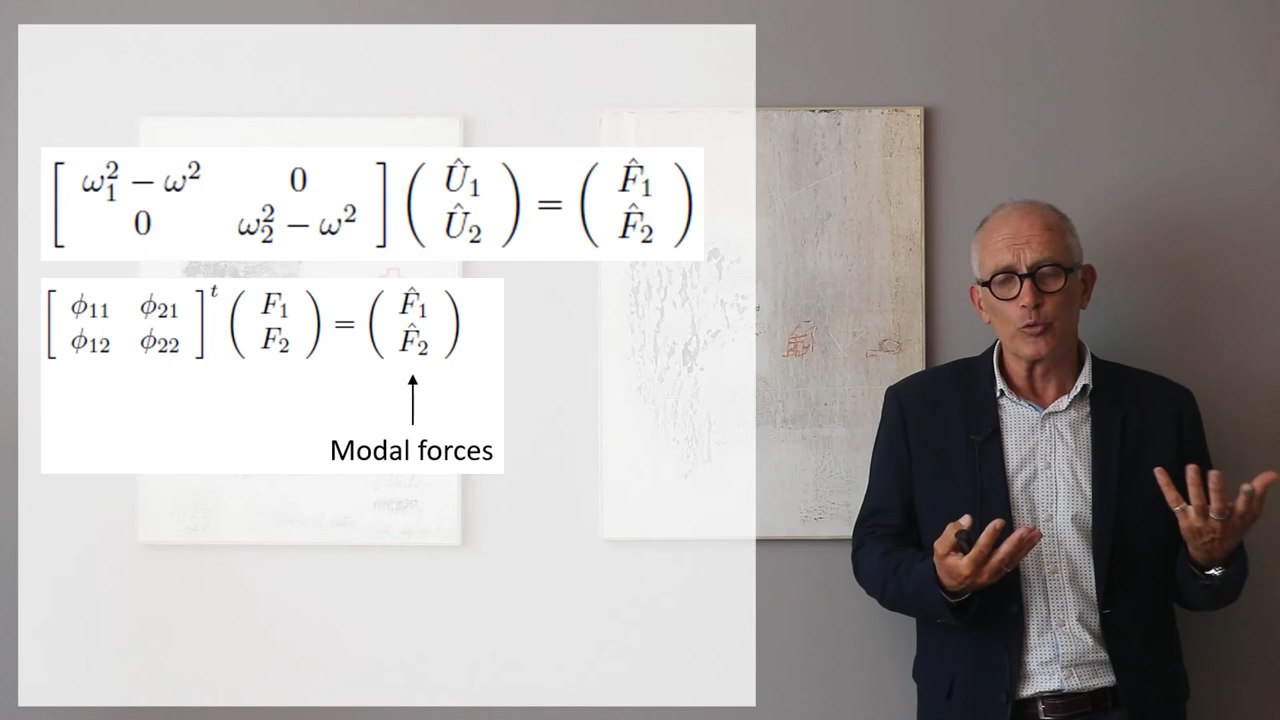 [ ω₁² − ω² 0 ] ( Û₁ ) = ( F̂₁ )
[ 0 ω₂² − ω² ] ( Û₂ ) = ( F̂₂ )
[ ϕ₁₁ ϕ₂₁ ]ᵗ ( F₁ ) = ( F̂₁ )
[ ϕ₁₂ ϕ₂₂ ] ( F₂ ) = ( F̂₂ )
Modal forces